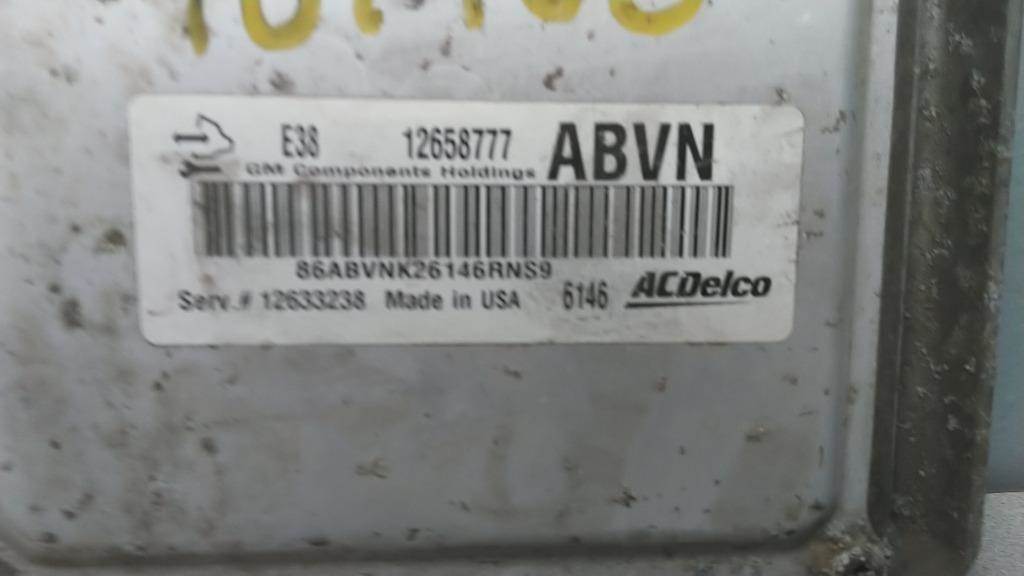 E38 12658777 ABVN
GM Components Holdings
86ABVNK26146RNS9
Serv.# 12633238 Made in USA 6146 ACDelco